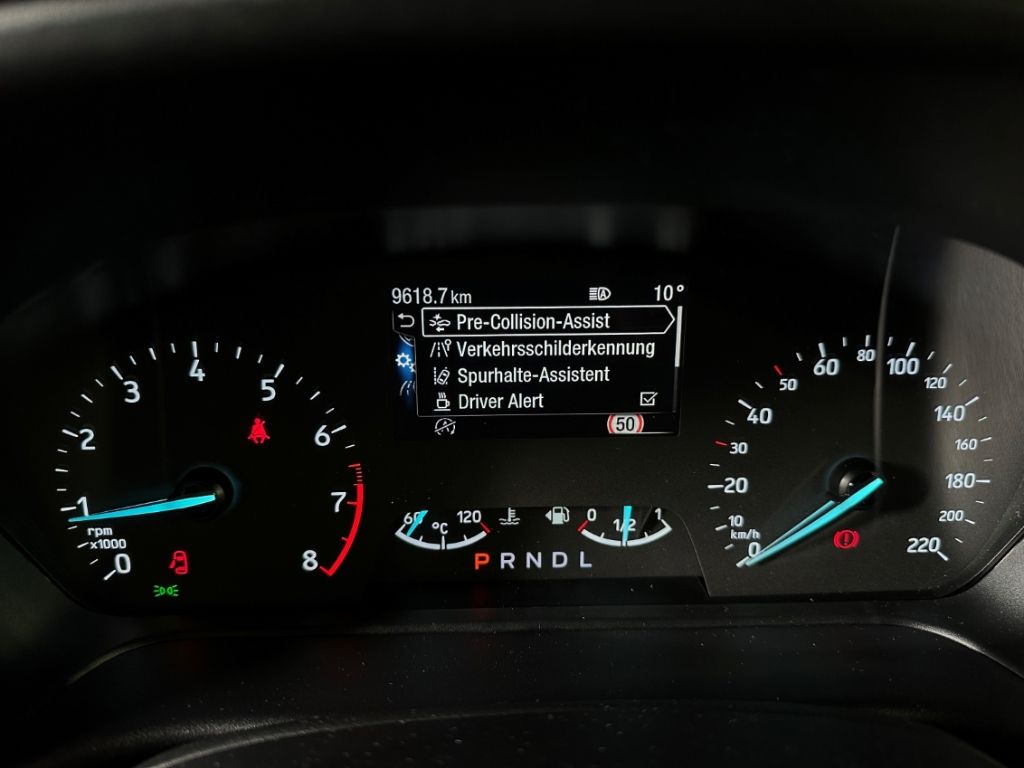 9618.7 km 10°
Pre-Collision-Assist
Verkehrsschilderkennung
Spurhalte-Assistent
Driver Alert
50
0
1
2
3
4
5
6
7
8
rpm
x1000
60 °C 120
0 1/2 1
P R N D L
0
10
20
30
40
50
60
80
100
120
140
160
180
200
220
km/h